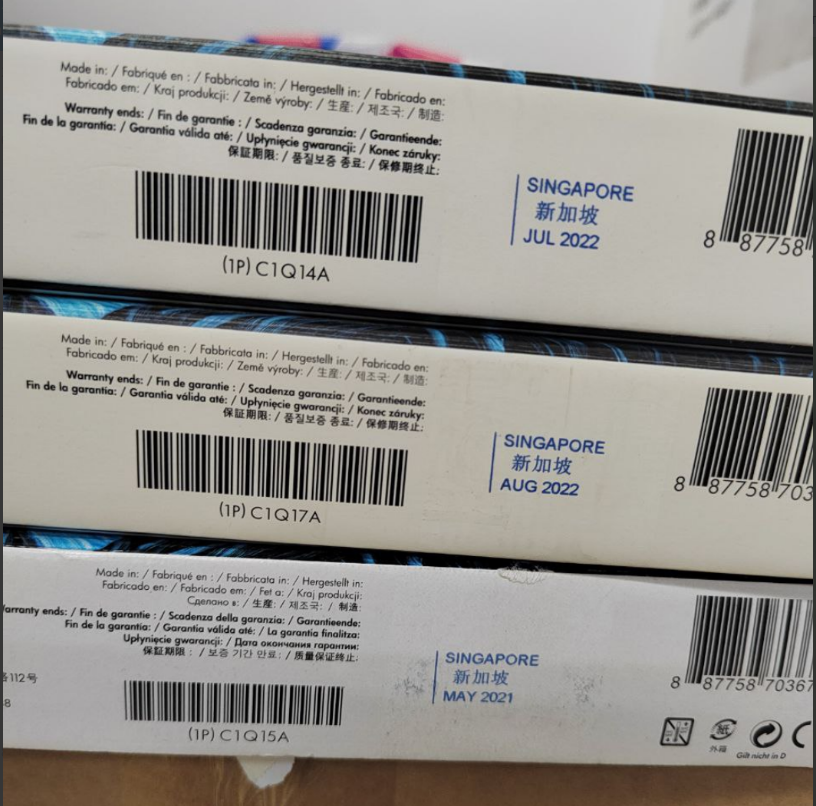 Made in: / Fabriqué en : / Fabbricata in: / Hergestellt in: / Fabricado en:
Fabricado em: / Kraj produkcji: / Země výroby: / 生産: / 제조국: / 制造:
Warranty ends: / Fin de garantie : / Scadenza garanzia: / Garantieende:
Fin de la garantía: / Garantia válida até: / Upłynięcie gwarancji: / Konec záruky:
保証期限: / 품질보증 종료: / 保修期终止:
(1P) C1Q14A
SINGAPORE
新加坡
JUL 2022
8 87758
Made in: / Fabriqué en : / Fabbricata in: / Hergestellt in: / Fabricado en:
Fabricado em: / Kraj produkcji: / Země výroby: / 生産: / 제조국: / 制造:
Warranty ends: / Fin de garantie : / Scadenza garanzia: / Garantieende:
Fin de la garantía: / Garantia válida até: / Upłynięcie gwarancji: / Konec záruky:
保証期限: / 품질보증 종료: / 保修期终止:
(1P) C1Q17A
SINGAPORE
新加坡
AUG 2022
8 87758 703
Made in: / Fabriqué en : / Fabbricata in: / Hergestellt in:
Fabricado en: / Fabricado em: / Fet a: / Kraj produkcji:
Сделано в: / 生産: / 제조국: / 制造:
arranty ends: / Fin de garantie : / Scadenza della garanzia: / Garantieende:
Fin de la garantía: / Garantia válida até: / La garantia finalitza:
Upłynięcie gwarancji: / Дата окончания гарантии:
保証期限 : / 보증 기간 만료: / 质量保证终止:
112号
8
(1P) C1Q15A
SINGAPORE
新加坡
MAY 2021
8 87758 70367
紙
外箱
Gilt nicht in D